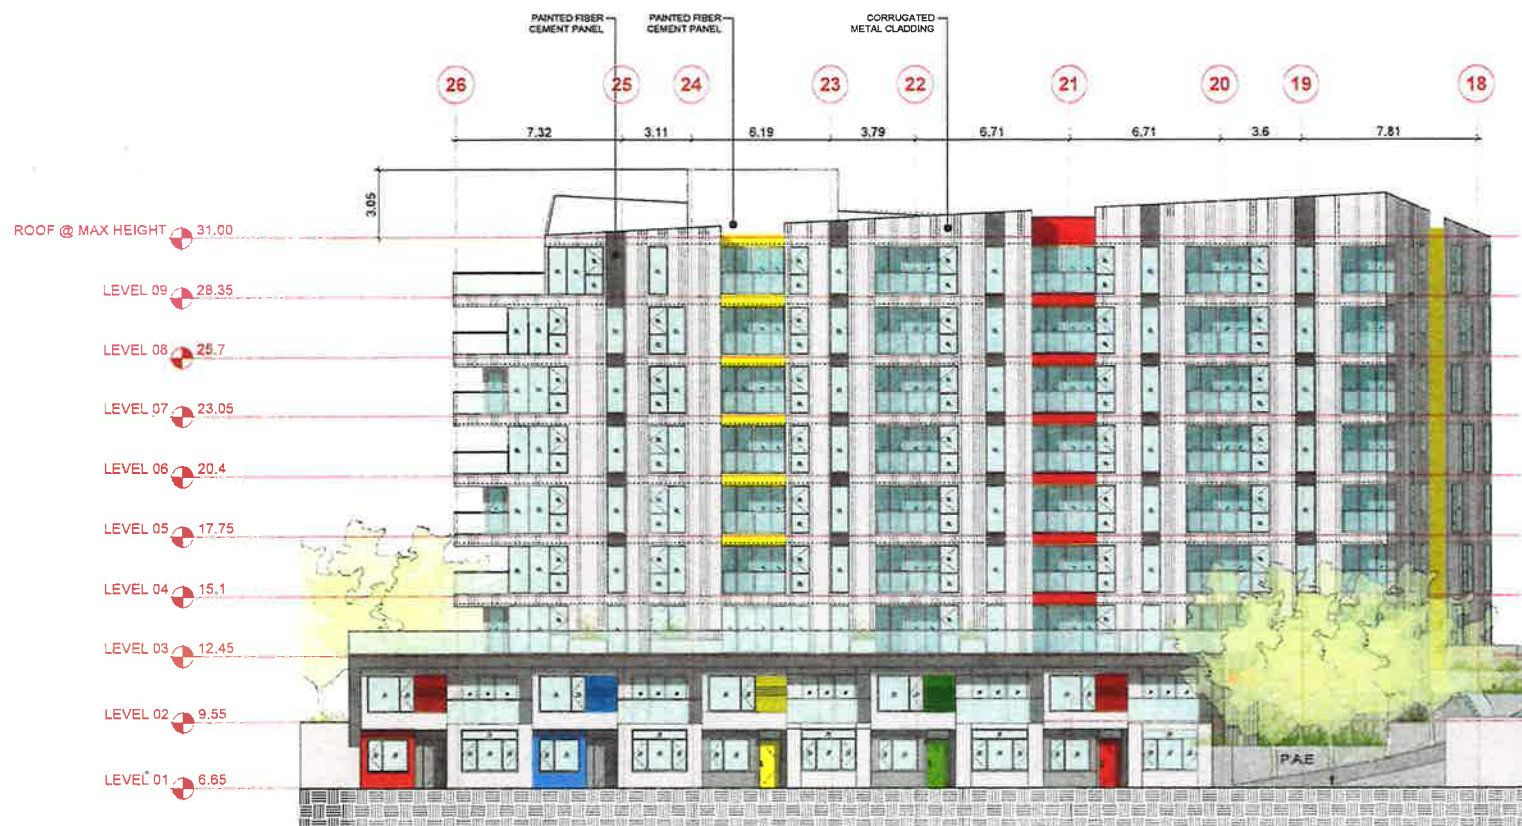 PAINTED FIBER
CEMENT PANEL
PAINTED FIBER
CEMENT PANEL
CORRUGATED
METAL CLADDING
26
25
24
23
22
21
20
19
18
7.32
3.11
6.19
3.79
6.71
6.71
3.6
7.81
3.05
ROOF @ MAX HEIGHT 31.00
LEVEL 09 28.35
LEVEL 08 25.7
LEVEL 07 23.05
LEVEL 06 20.4
LEVEL 05 17.75
LEVEL 04 15.1
LEVEL 03 12.45
LEVEL 02 9.55
LEVEL 01 6.65
P.A.E